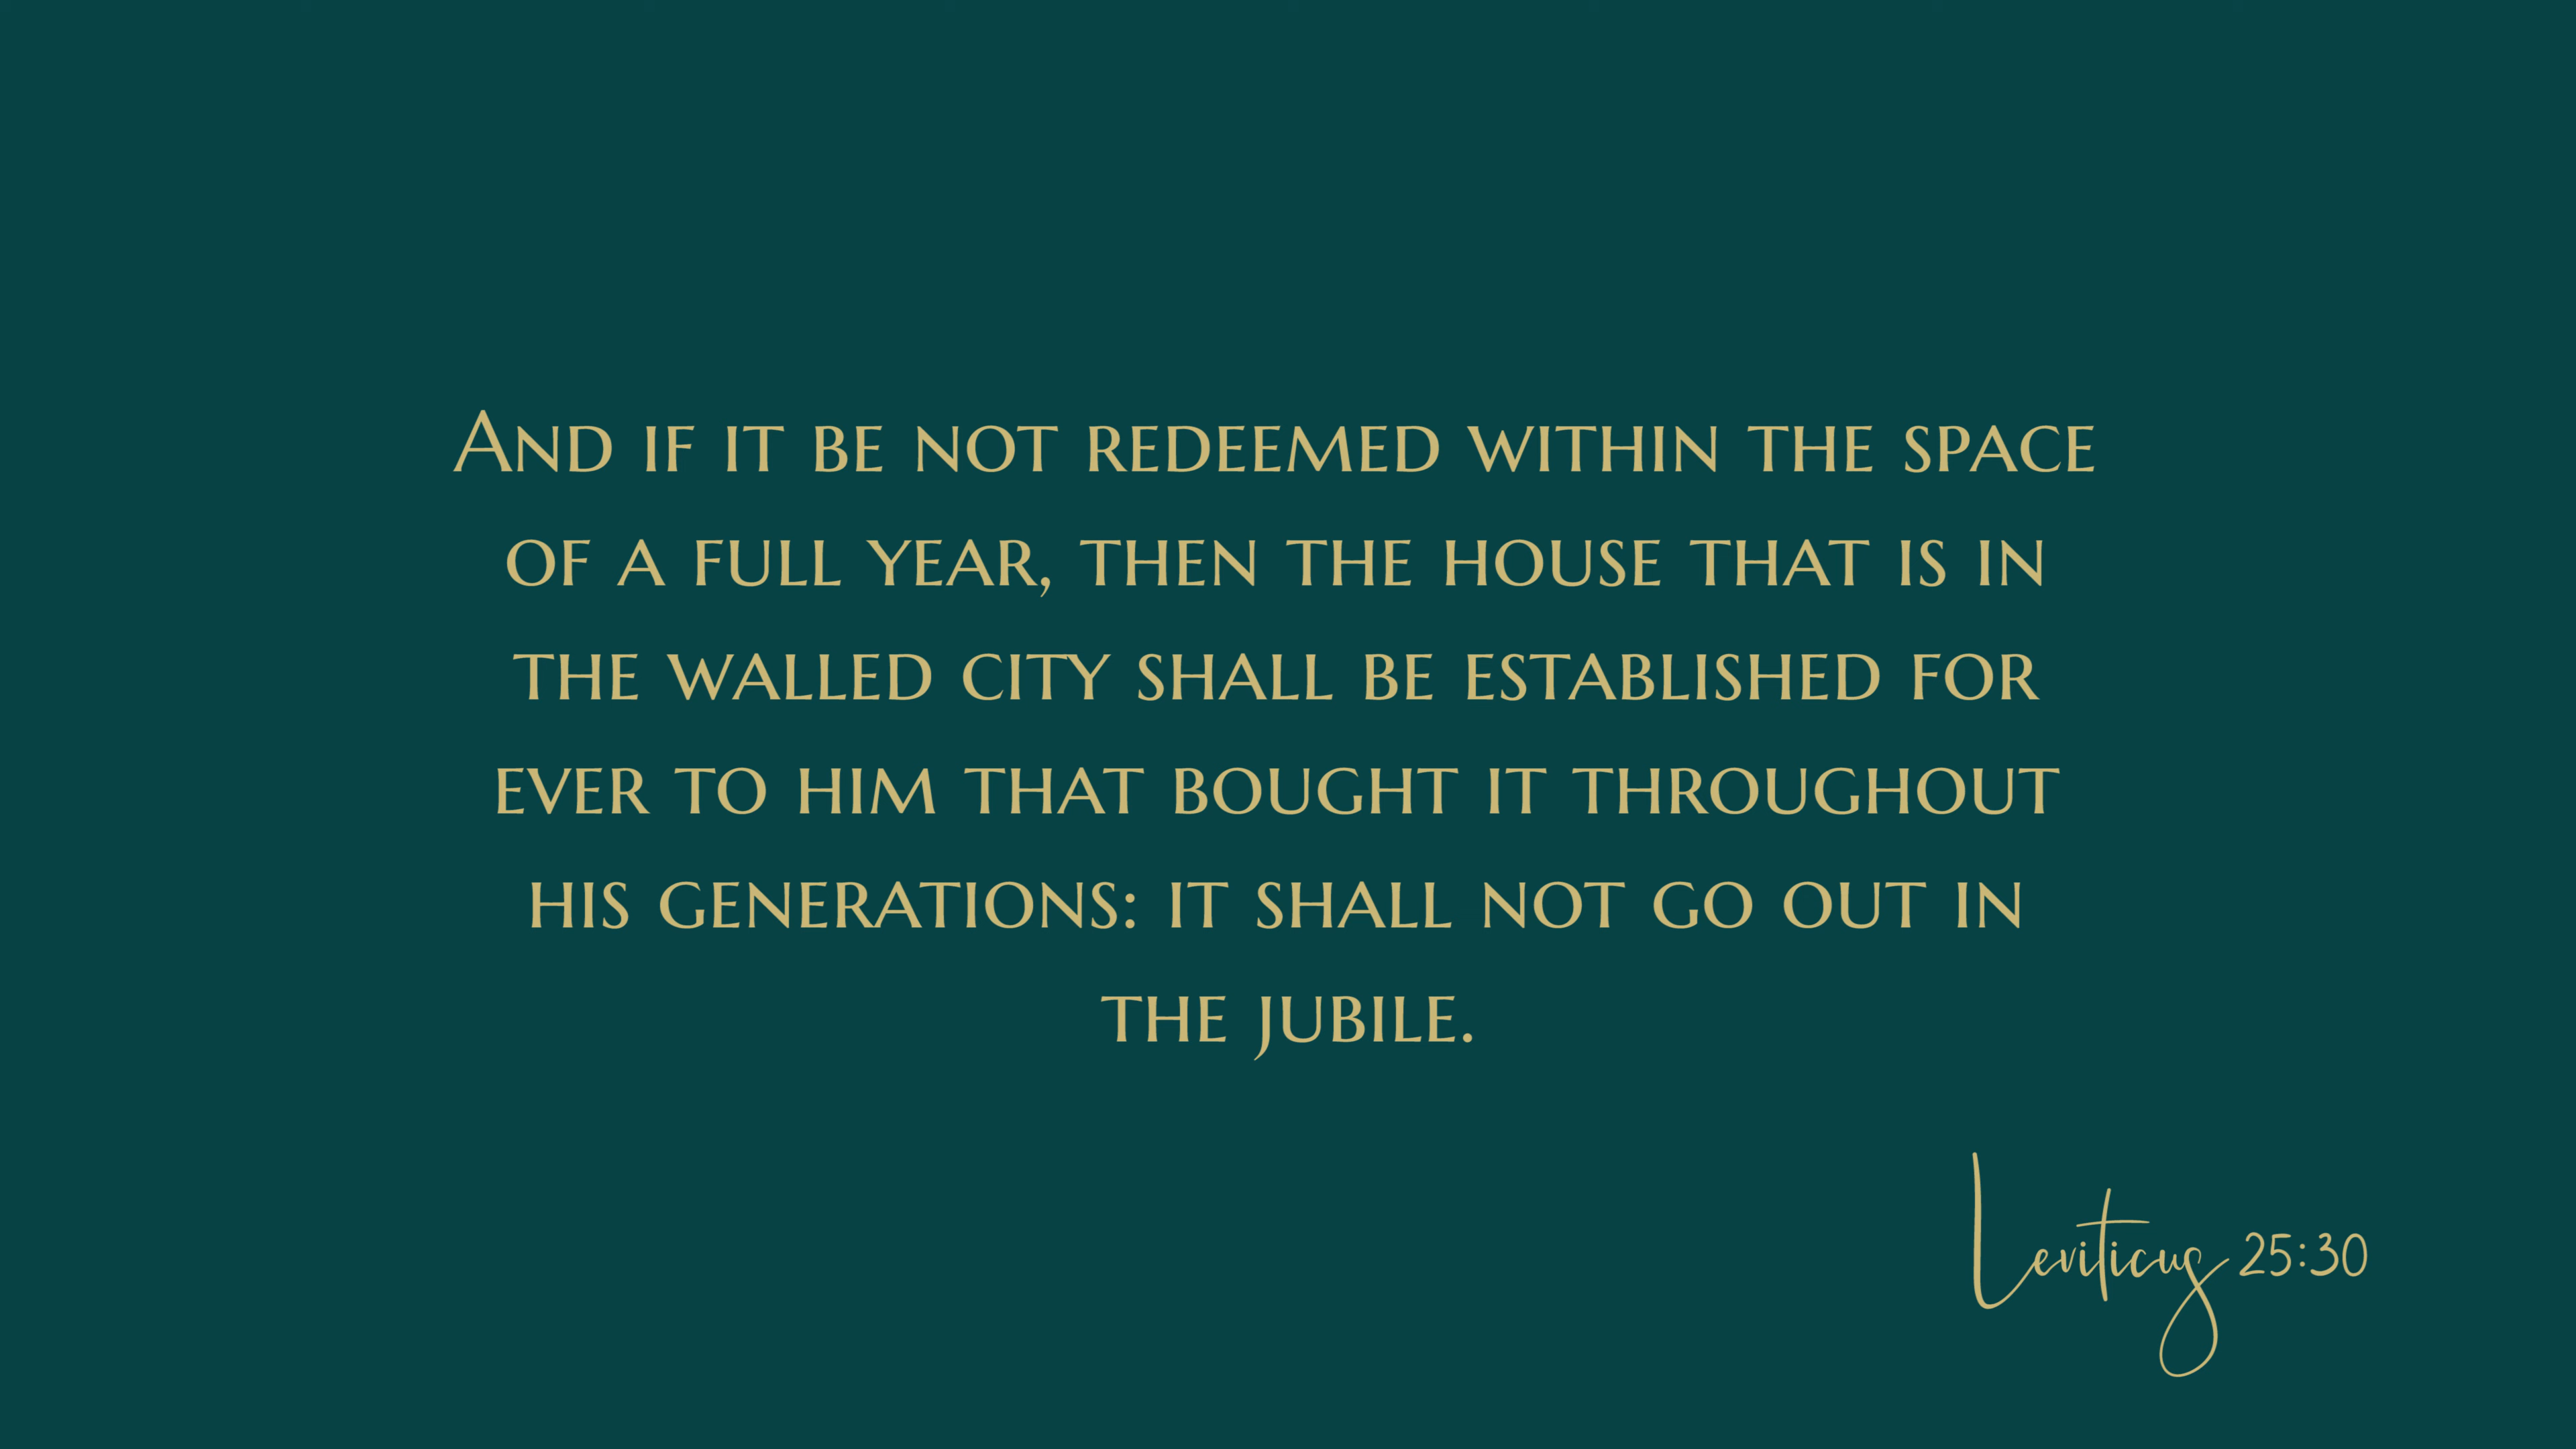 And if it be not redeemed within the space
of a full year, then the house that is in
the walled city shall be established for
ever to him that bought it throughout
his generations: it shall not go out in
the jubile.
Leviticus 25:30